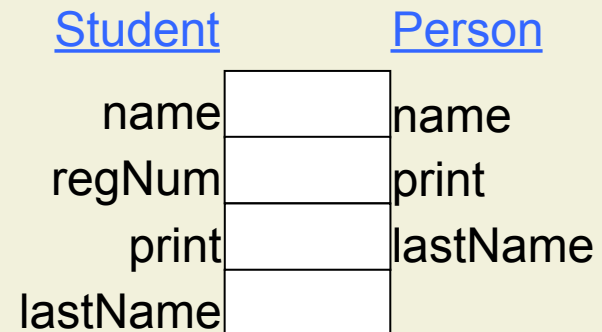 Student Person
name name
regNum print
print lastName
lastName